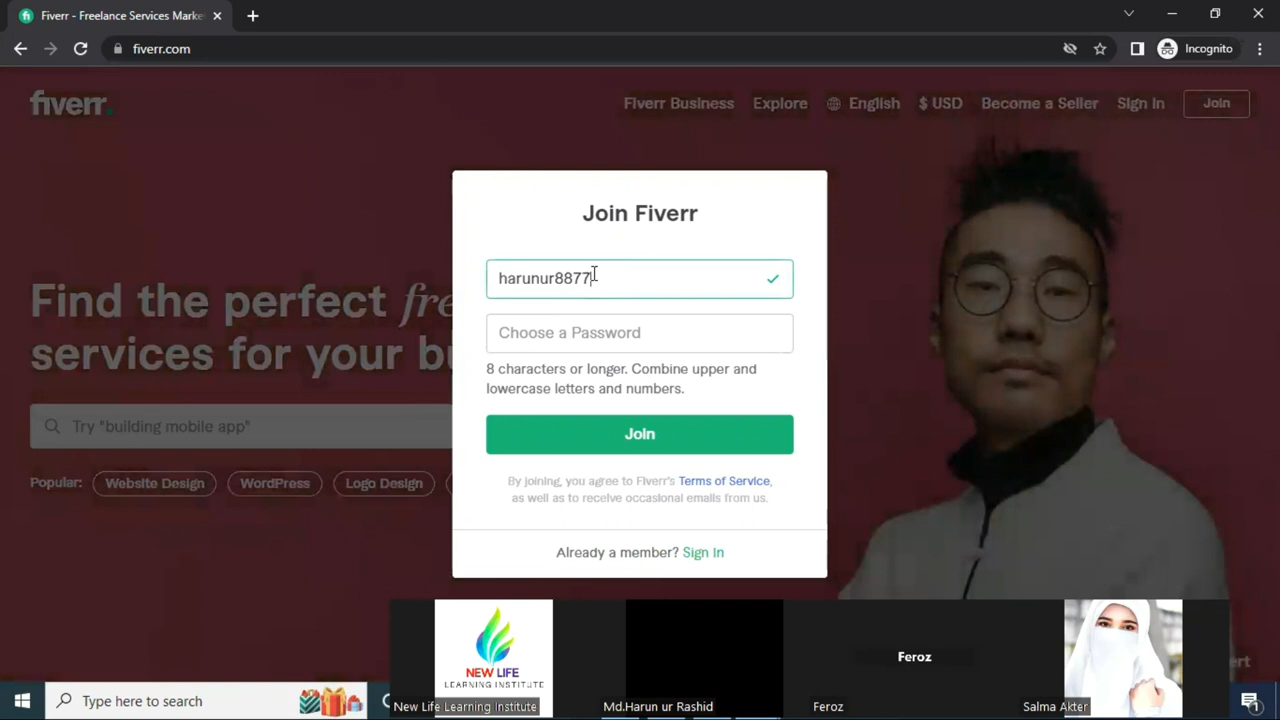 Fiverr - Freelance Services Marke
fiverr.com
Incognito
fiverr.
Fiverr Business
Explore
English
$ USD
Become a Seller
Sign In
Join
Join Fiverr
harunur8877
Choose a Password
8 characters or longer. Combine upper and
lowercase letters and numbers.
Join
By joining, you agree to Fiverr's Terms of Service,
as well as to receive occasional emails from us.
Already a member? Sign In
Find the perfect fre
services for your bu
Try "building mobile app"
Popular:
Website Design
WordPress
Logo Design
NEW LIFE
LEARNING INSTITUTE
New Life Learning Institute
Md.Harun ur Rashid
Feroz
Feroz
Salma Akter
Type here to search
1